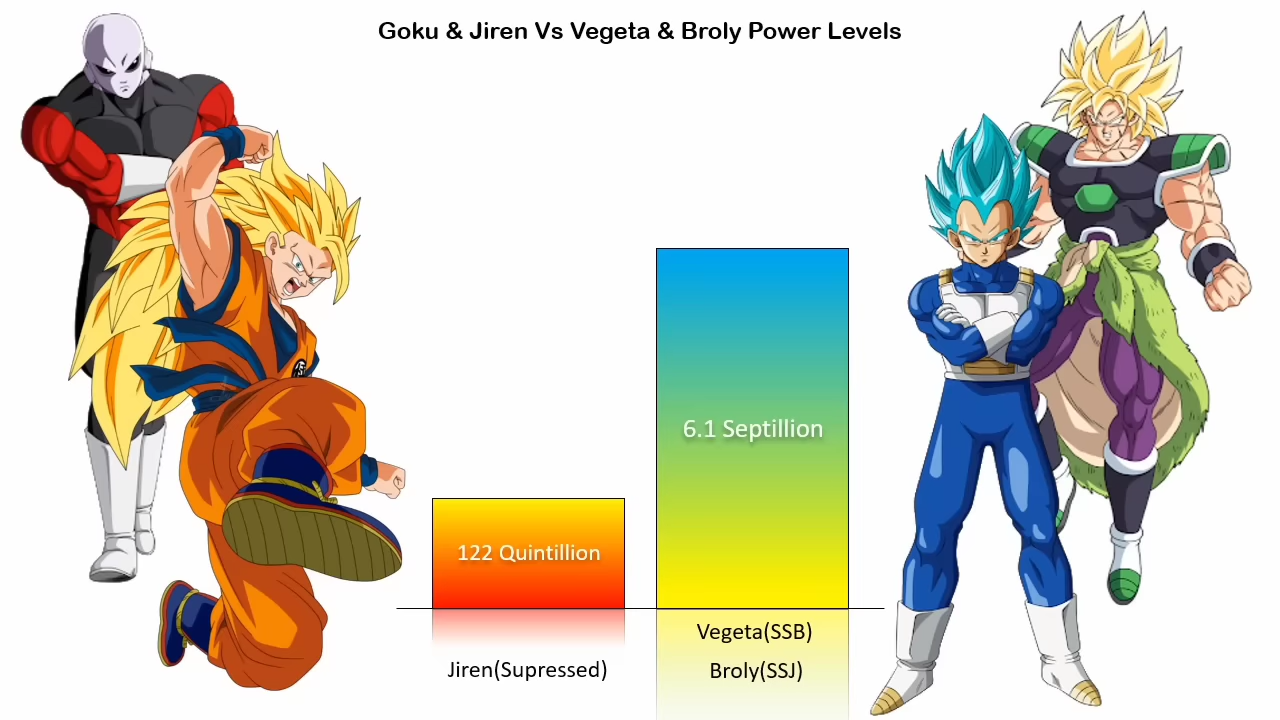 Goku & Jiren Vs Vegeta & Broly Power Levels
6.1 Septillion
122 Quintillion
Vegeta(SSB)
Jiren(Supressed)
Broly(SSJ)